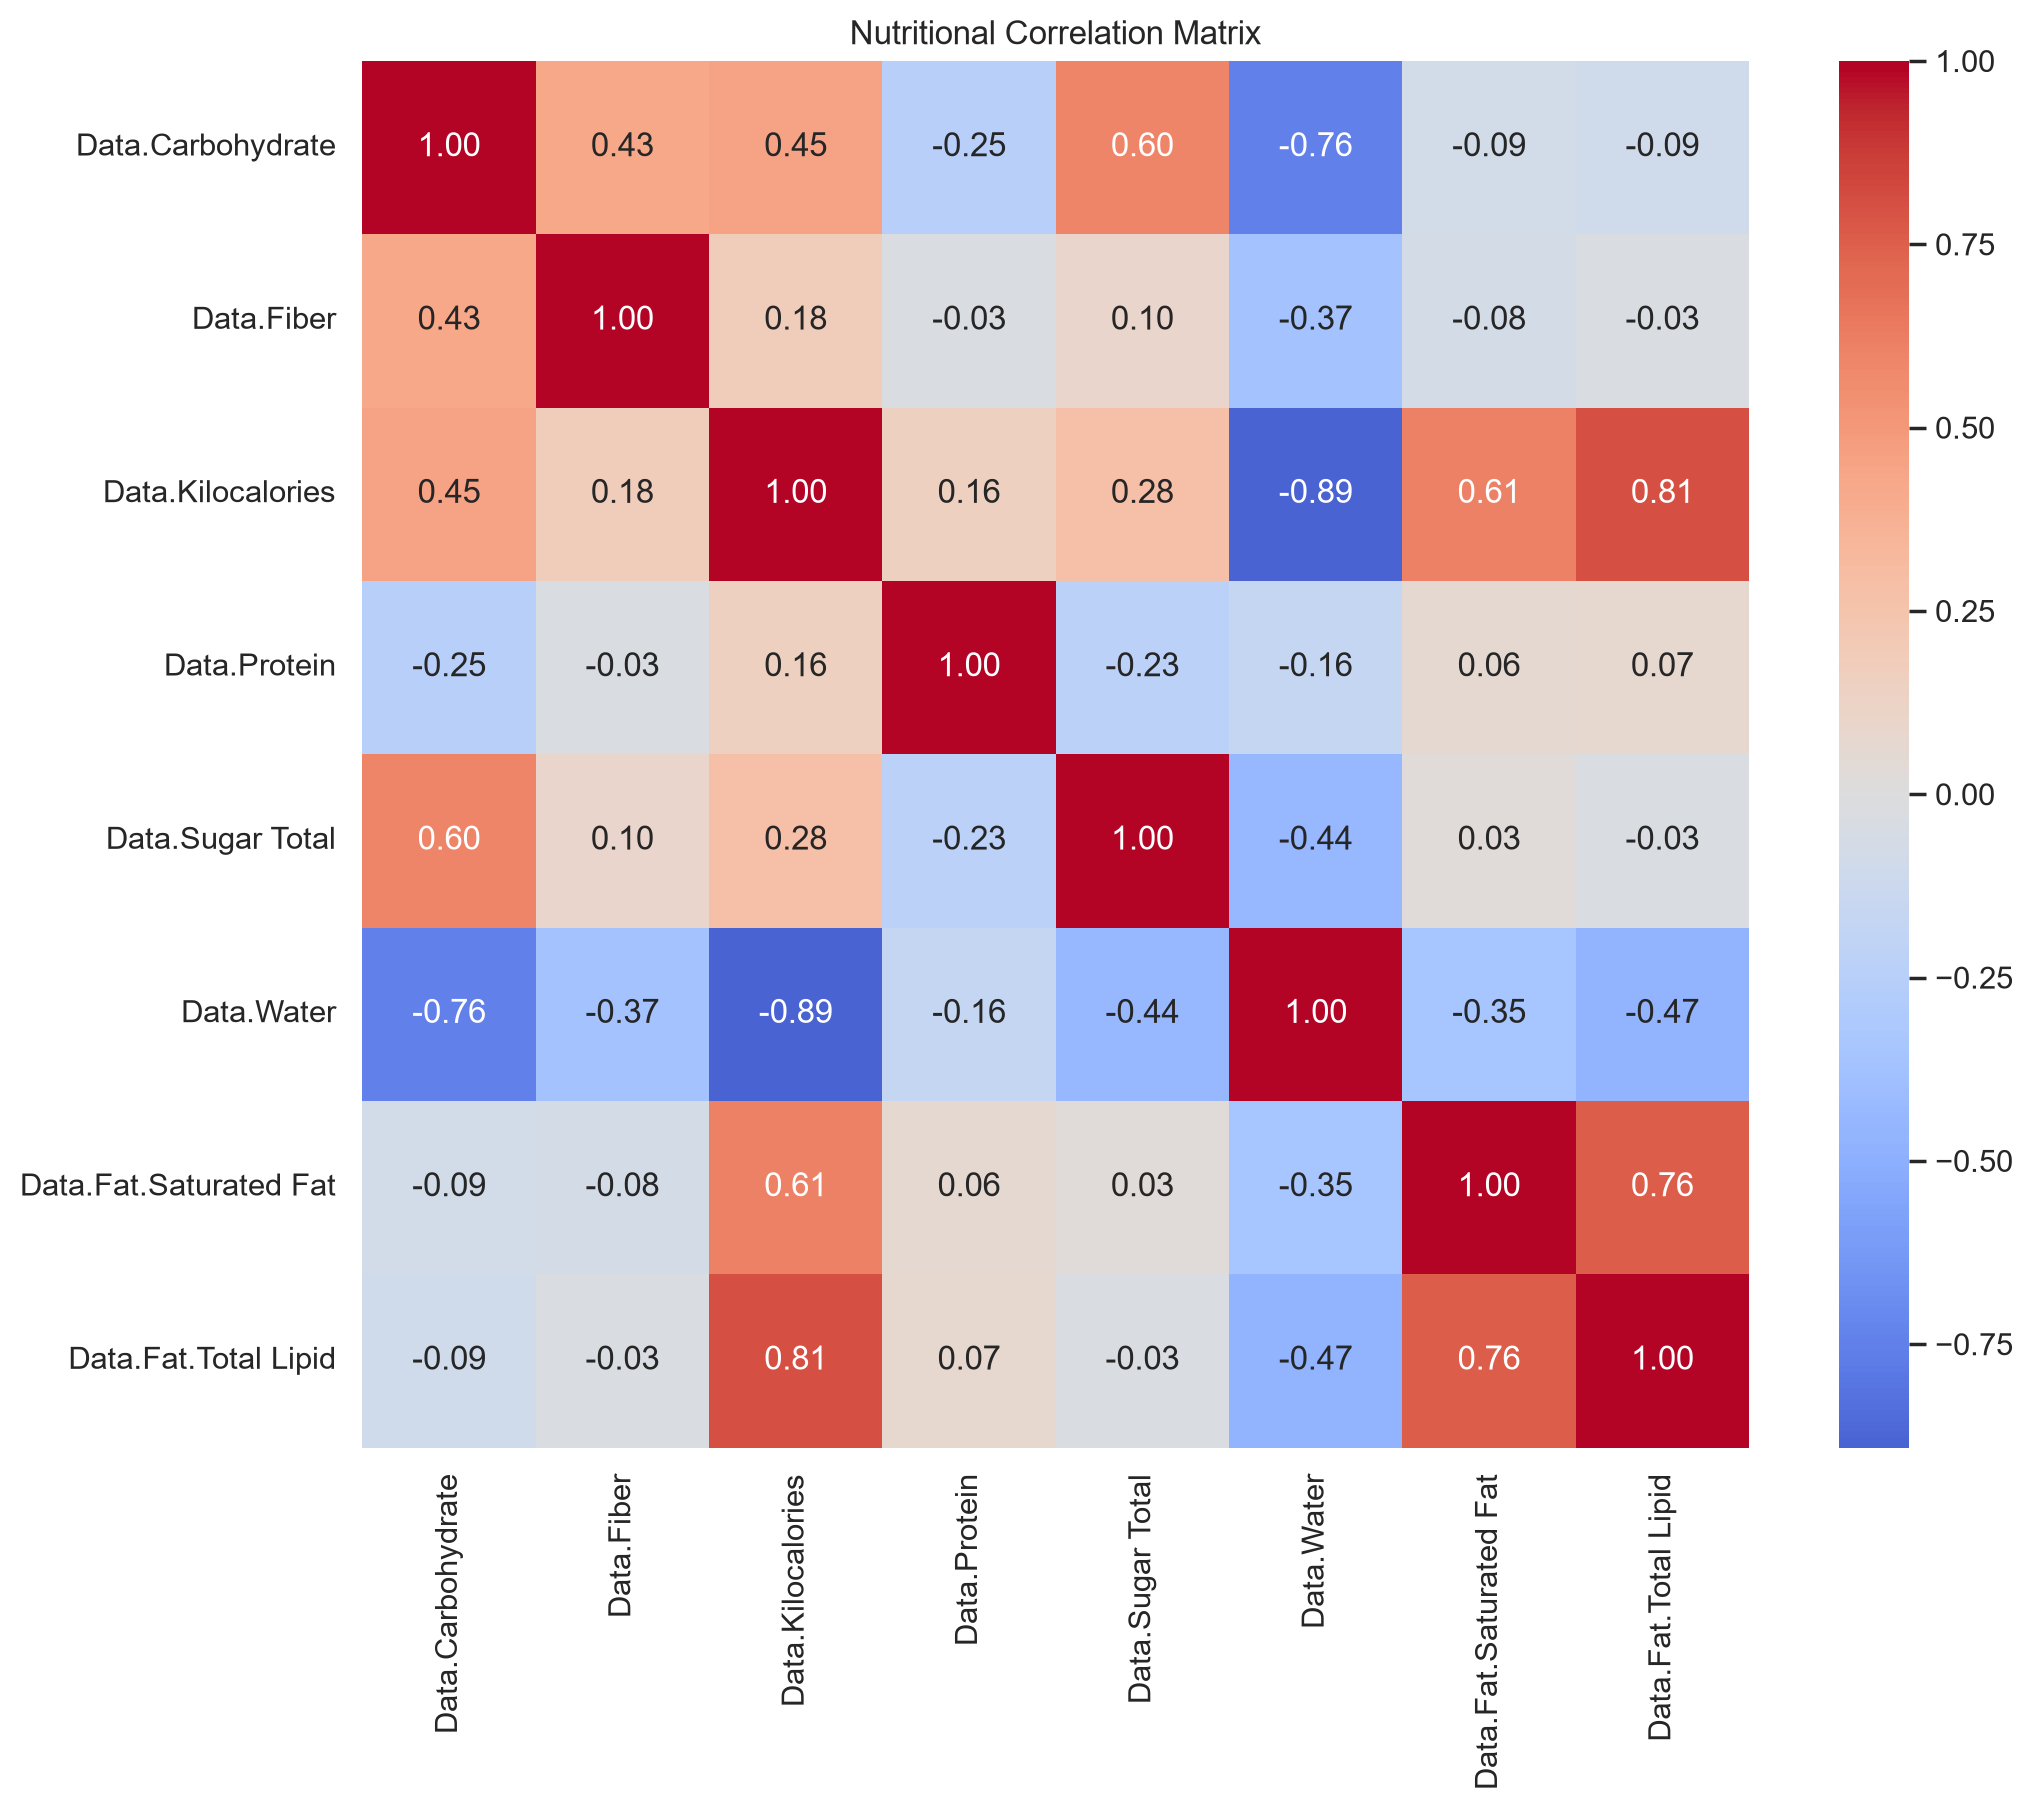 Nutritional Correlation Matrix
Data.Carbohydrate 1.00 0.43 0.45 -0.25 0.60 -0.76 -0.09 -0.09
Data.Fiber 0.43 1.00 0.18 -0.03 0.10 -0.37 -0.08 -0.03
Data.Kilocalories 0.45 0.18 1.00 0.16 0.28 -0.89 0.61 0.81
Data.Protein -0.25 -0.03 0.16 1.00 -0.23 -0.16 0.06 0.07
Data.Sugar Total 0.60 0.10 0.28 -0.23 1.00 -0.44 0.03 -0.03
Data.Water -0.76 -0.37 -0.89 -0.16 -0.44 1.00 -0.35 -0.47
Data.Fat.Saturated Fat -0.09 -0.08 0.61 0.06 0.03 -0.35 1.00 0.76
Data.Fat.Total Lipid -0.09 -0.03 0.81 0.07 -0.03 -0.47 0.76 1.00
Data.Carbohydrate
Data.Fiber
Data.Kilocalories
Data.Protein
Data.Sugar Total
Data.Water
Data.Fat.Saturated Fat
Data.Fat.Total Lipid
1.00
0.75
0.50
0.25
0.00
−0.25
−0.50
−0.75